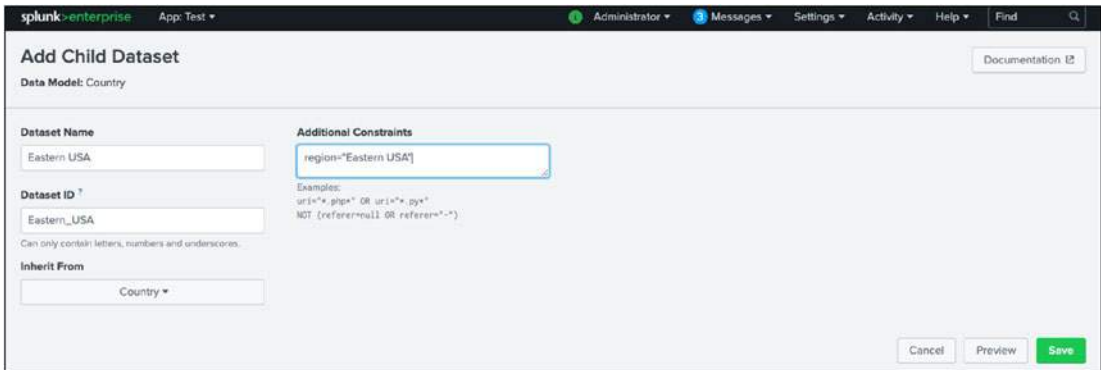 splunk>enterprise App: Test ▾ i Administrator ▾ 3 Messages ▾ Settings ▾ Activity ▾ Help ▾ Find
Add Child Dataset
Documentation
Data Model: Country
Dataset Name
Eastern USA
Dataset ID ?
Eastern_USA
Can only contain letters, numbers and underscores.
Inherit From
Country ▾
Additional Constraints
region="Eastern USA"
Examples:
uri="*.php*" OR uri="*.py*"
NOT (referer=null OR referer="-")
Cancel Preview Save